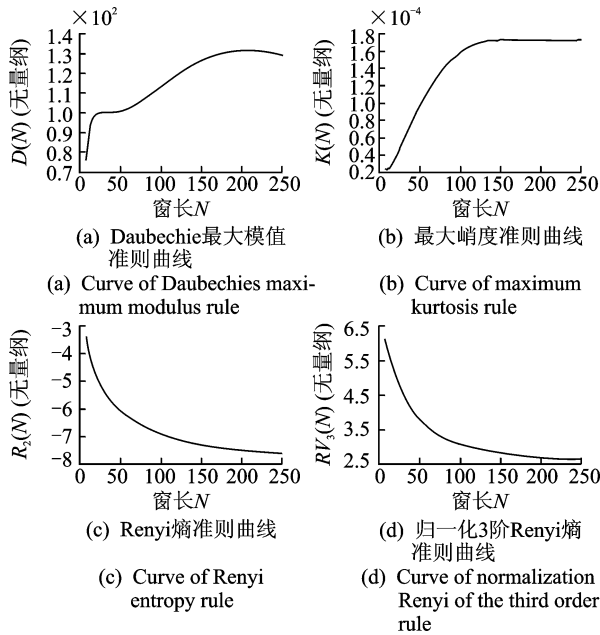 ×10²
1.4
1.3
1.2
1.1
1.0
0.9
0.8
0.7
D(N) (无量纲)
0 50 100 150 200 250
窗长N
(a) Daubechie最大模值
准则曲线
(a) Curve of Daubechies maxi-
mum modulus rule
×10⁻⁴
1.8
1.6
1.4
1.2
1.0
0.8
0.6
0.4
0.2
K(N) (无量纲)
0 50 100 150 200 250
窗长N
(b) 最大峭度准则曲线
(b) Curve of maximum
kurtosis rule
−3
−4
−5
−6
−7
−8
R₂(N) (无量纲)
0 50 100 150 200 250
窗长N
(c) Renyi熵准则曲线
(c) Curve of Renyi
entropy rule
6.5
5.5
4.5
3.5
2.5
RV₃(N) (无量纲)
0 50 100 150 200 250
窗长N
(d) 归一化3阶Renyi熵
准则曲线
(d) Curve of normalization
Renyi of the third order
rule